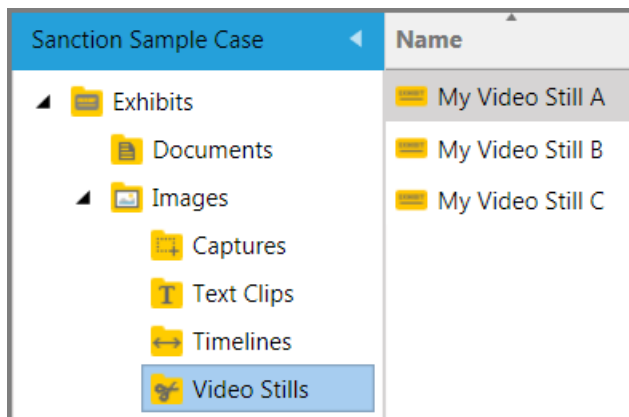 Sanction Sample Case
Exhibits
Documents
Images
Captures
T Text Clips
Timelines
Video Stills
Name
My Video Still A
My Video Still B
My Video Still C